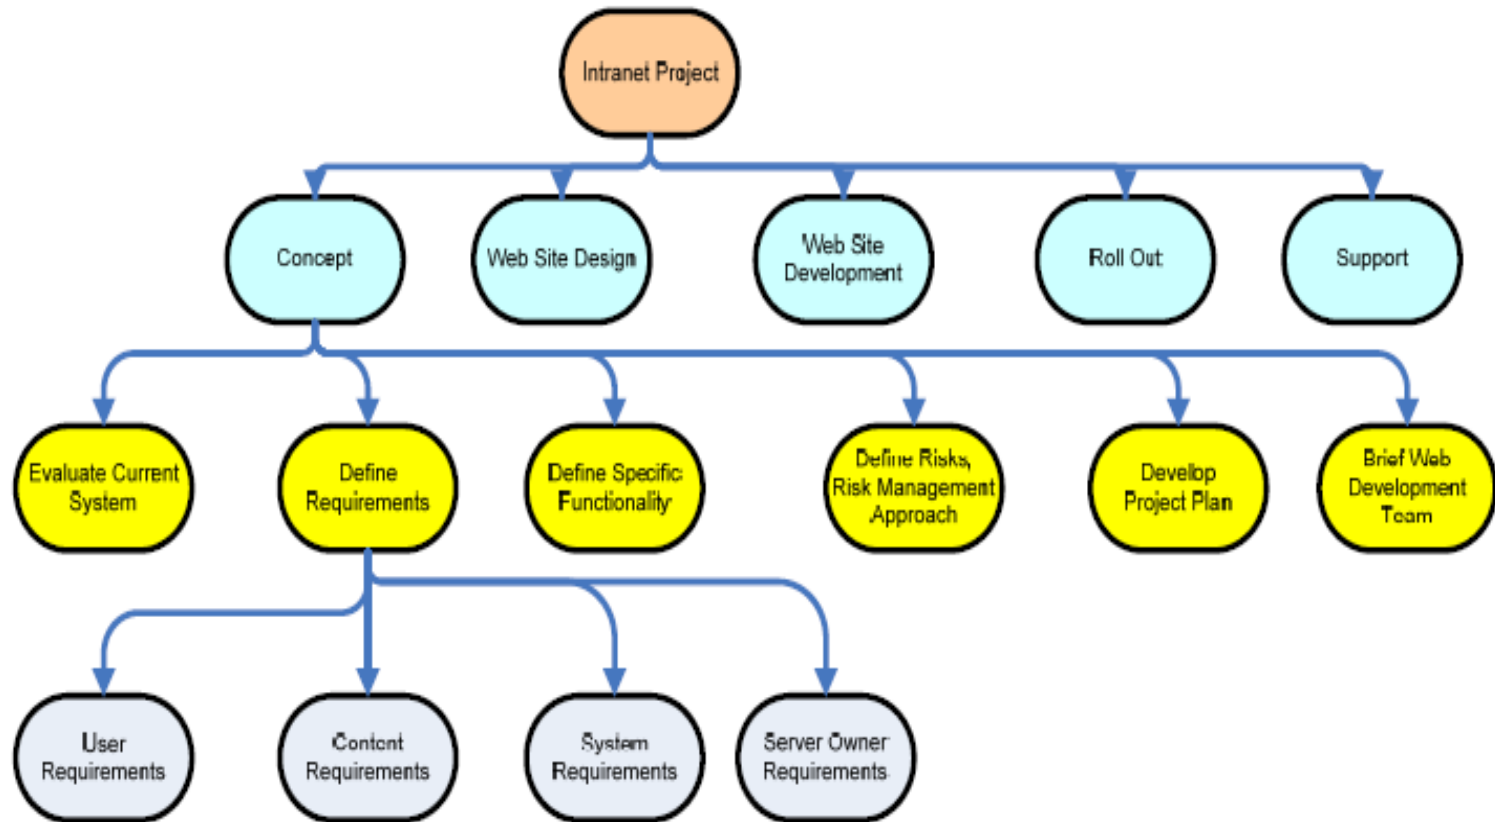 Intranet Project
Concept
Web Site Design
Web Site
Development
Roll Out
Support
Evaluate Current
System
Define
Requirements
Define Specific
Functionality
Define Risks,
Risk Management
Approach
Develop
Project Plan
Brief Web
Development
Team
User
Requirements
Content
Requirements
System
Requirements
Server Owner
Requirements